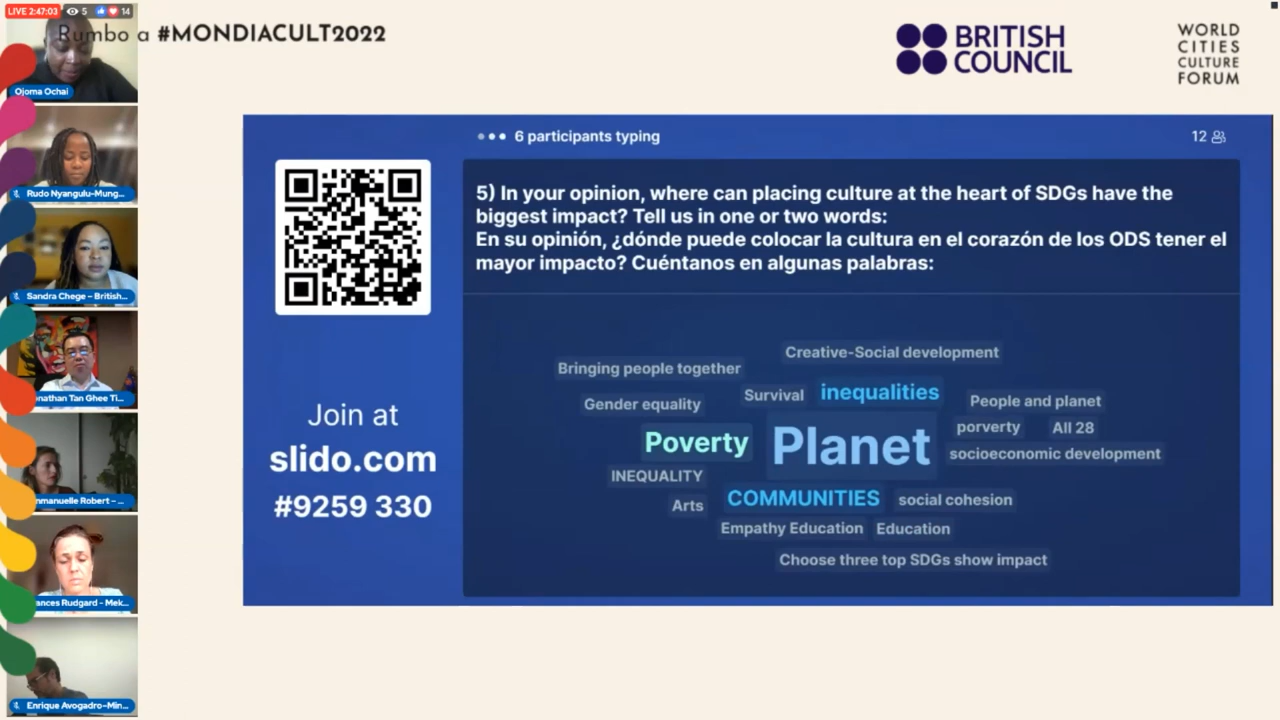 LIVE 2:47:03 5 14
Rumbo a #MONDIACULT2022
BRITISH
COUNCIL
WORLD
CITIES
CULTURE
FORUM
Ojoma Ochai
Rudo Nyangulu-Mung...
Sandra Chege – British...
onathan Tan Ghee Ti...
mmanuelle Robert – ...
ances Rudgard - Mek...
Enrique Avogadro-Min...
6 participants typing
12
5) In your opinion, where can placing culture at the heart of SDGs have the
biggest impact? Tell us in one or two words:
En su opinión, ¿dónde puede colocar la cultura en el corazón de los ODS tener el
mayor impacto? Cuéntanos en algunas palabras:
Join at
slido.com
#9259 330
Creative-Social development
Bringing people together
Survival
inequalities
Gender equality
People and planet
Poverty
Planet
porverty
All 28
socioeconomic development
INEQUALITY
Arts
COMMUNITIES
social cohesion
Empathy Education
Education
Choose three top SDGs show impact